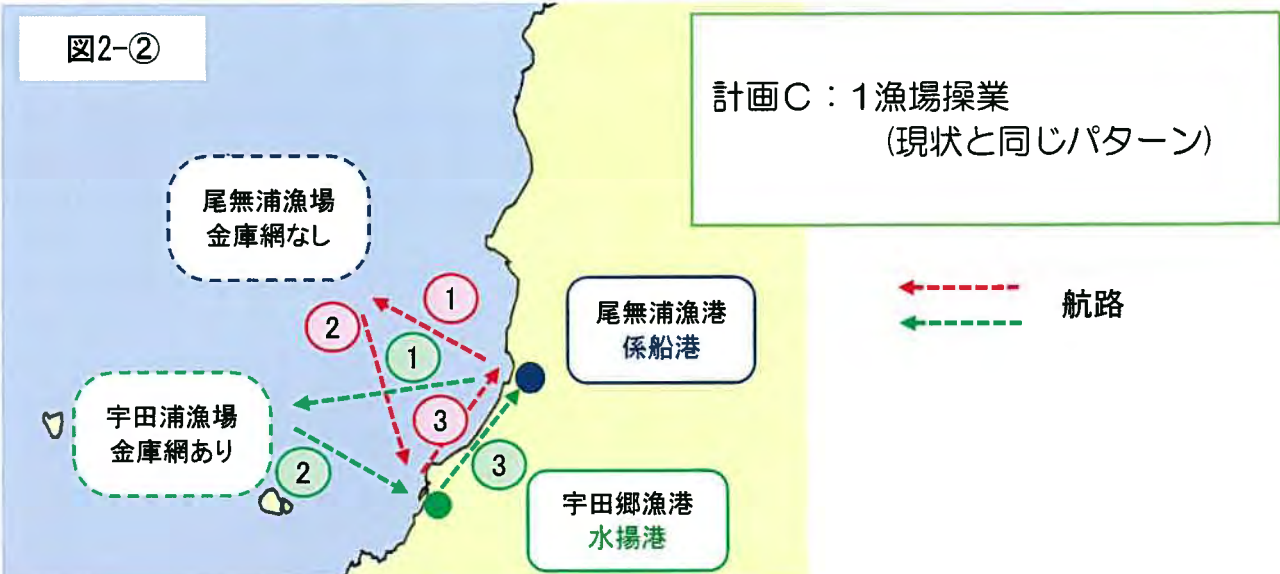 図2-②
計画C：1漁場操業
(現状と同じパターン)
尾無浦漁場
金庫網なし
1
2
1
尾無浦漁港
係船港
航路
宇田浦漁場
金庫網あり
3
2
3
宇田郷漁港
水揚港